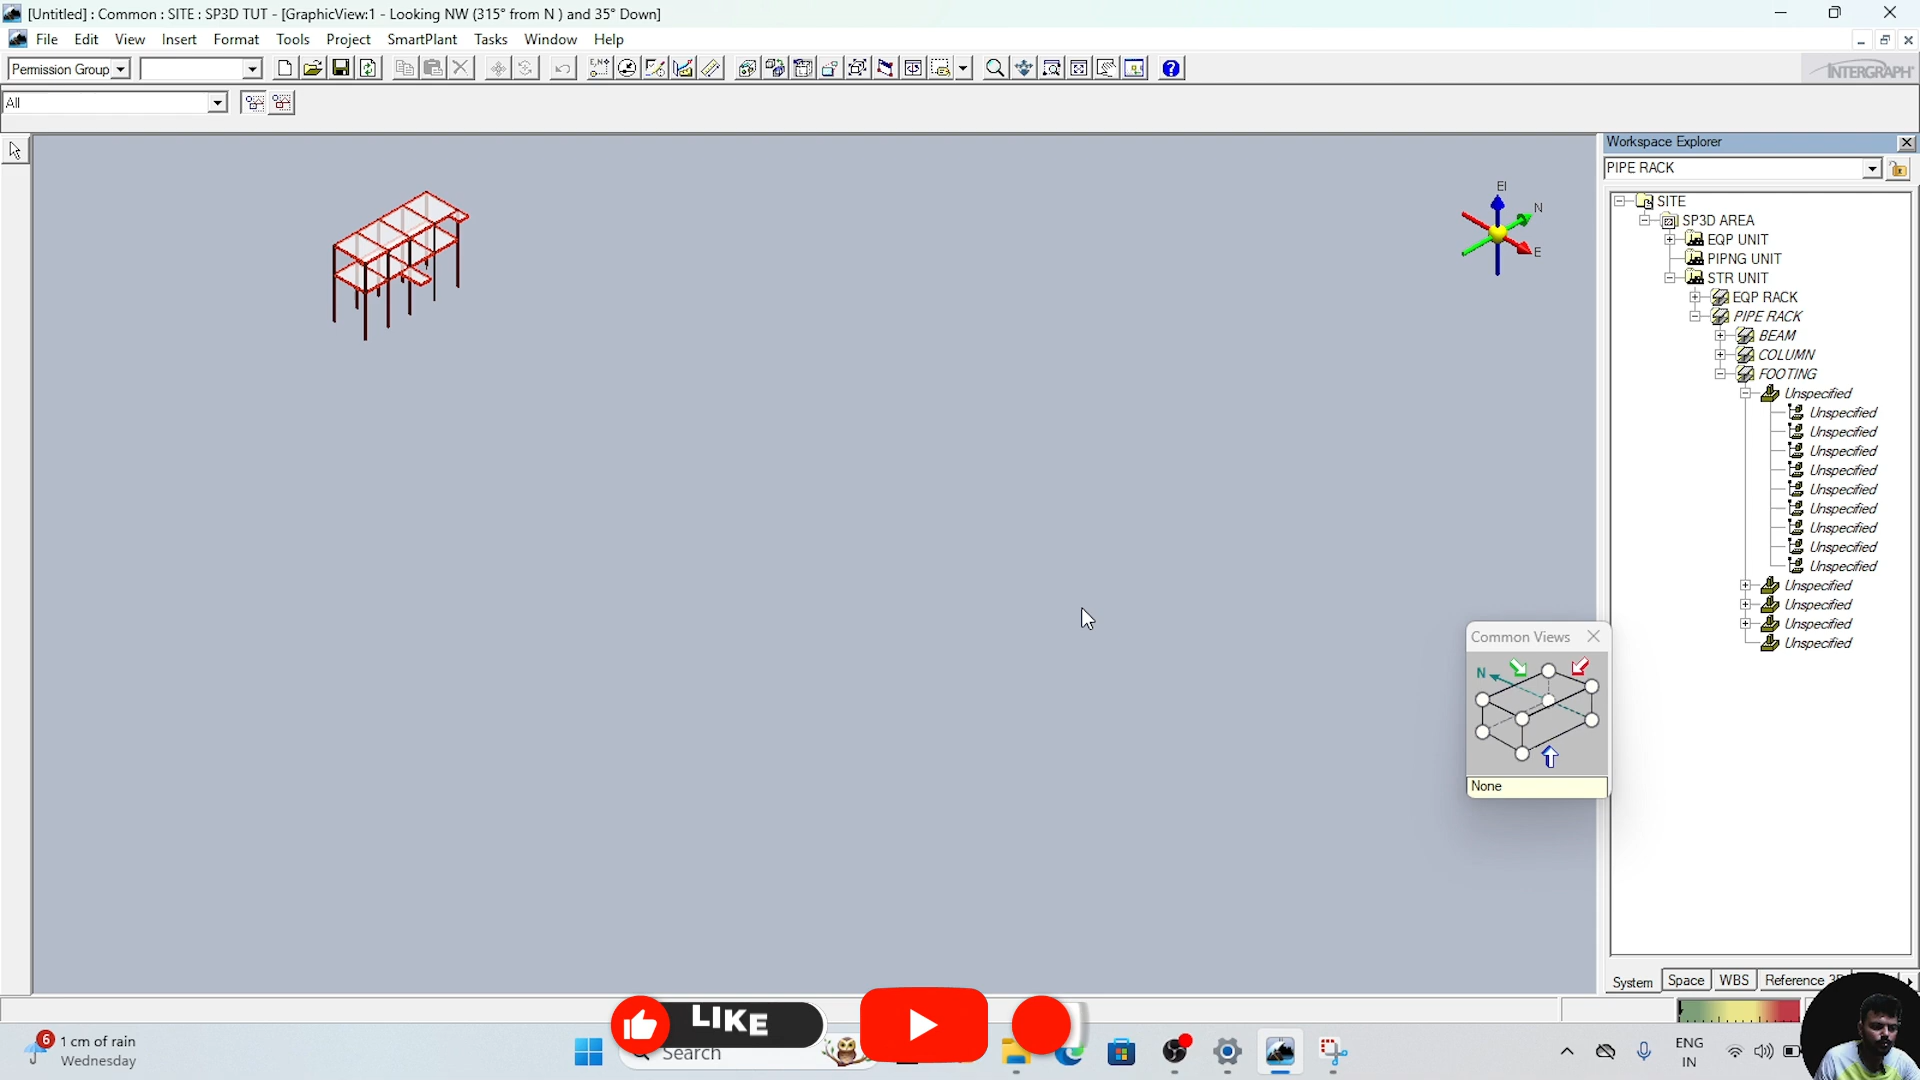 [Untitled] : Common : SITE : SP3D TUT - [GraphicView:1 - Looking NW (315° from N ) and 35° Down]
File Edit View Insert Format Tools Project SmartPlant Tasks Window Help
Permission Group
INTERGRAPH
All
Workspace Explorer
PIPE RACK
El
N
E
SITE
SP3D AREA
EQP UNIT
PIPNG UNIT
STR UNIT
EQP RACK
PIPE RACK
BEAM
COLUMN
FOOTING
Unspecified
Unspecified
Unspecified
Unspecified
Unspecified
Unspecified
Unspecified
Unspecified
Unspecified
Unspecified
Unspecified
Unspecified
Unspecified
Unspecified
Common Views
N
None
System Space WBS Reference
LIKE
6
1 cm of rain
Wednesday
Search
ENG
IN